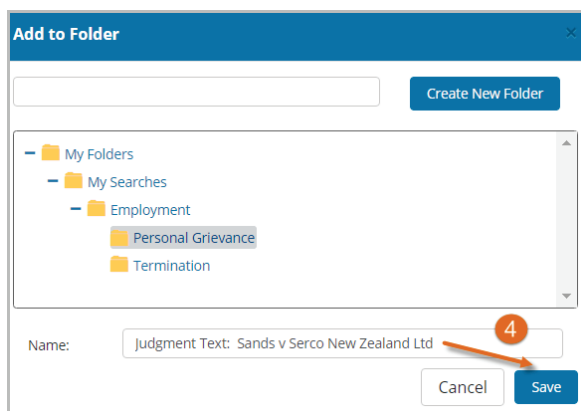 Add to Folder
×
Create New Folder
My Folders
My Searches
Employment
Personal Grievance
Termination
4
Name: Judgment Text: Sands v Serco New Zealand Ltd
Cancel Save